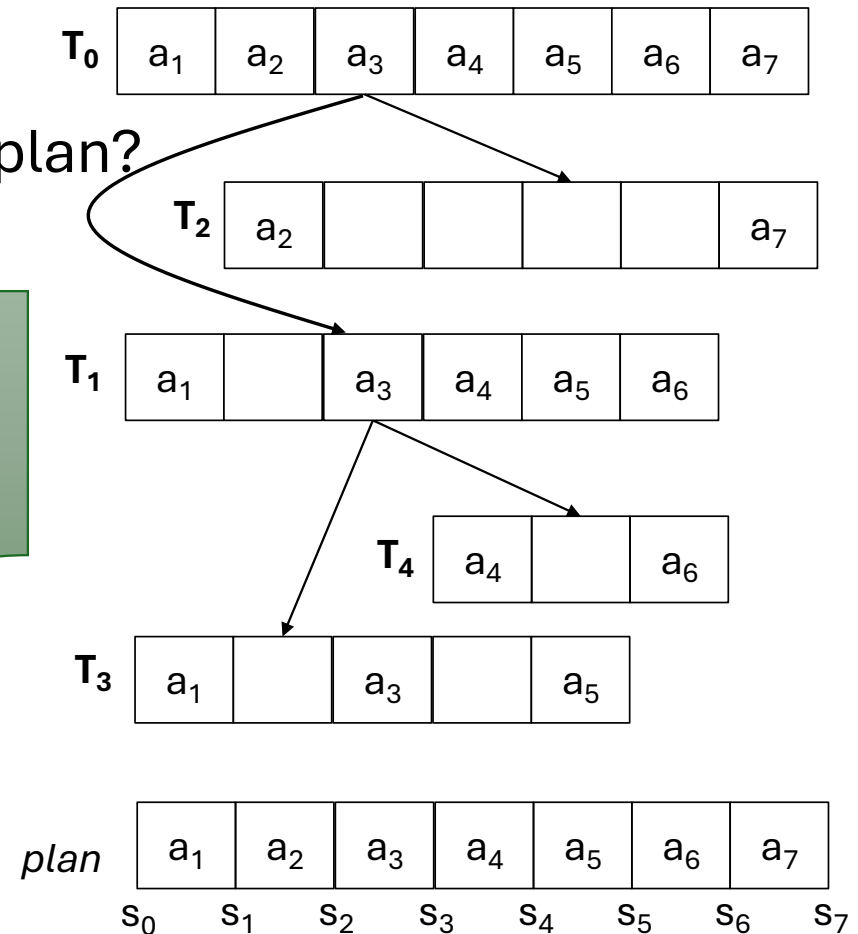 T₀ a₁ a₂ a₃ a₄ a₅ a₆ a₇
plan?
T₂ a₂ a₇
T₁ a₁ a₃ a₄ a₅ a₆
T₄ a₄ a₆
T₃ a₁ a₃ a₅
plan a₁ a₂ a₃ a₄ a₅ a₆ a₇
s₀ s₁ s₂ s₃ s₄ s₅ s₆ s₇